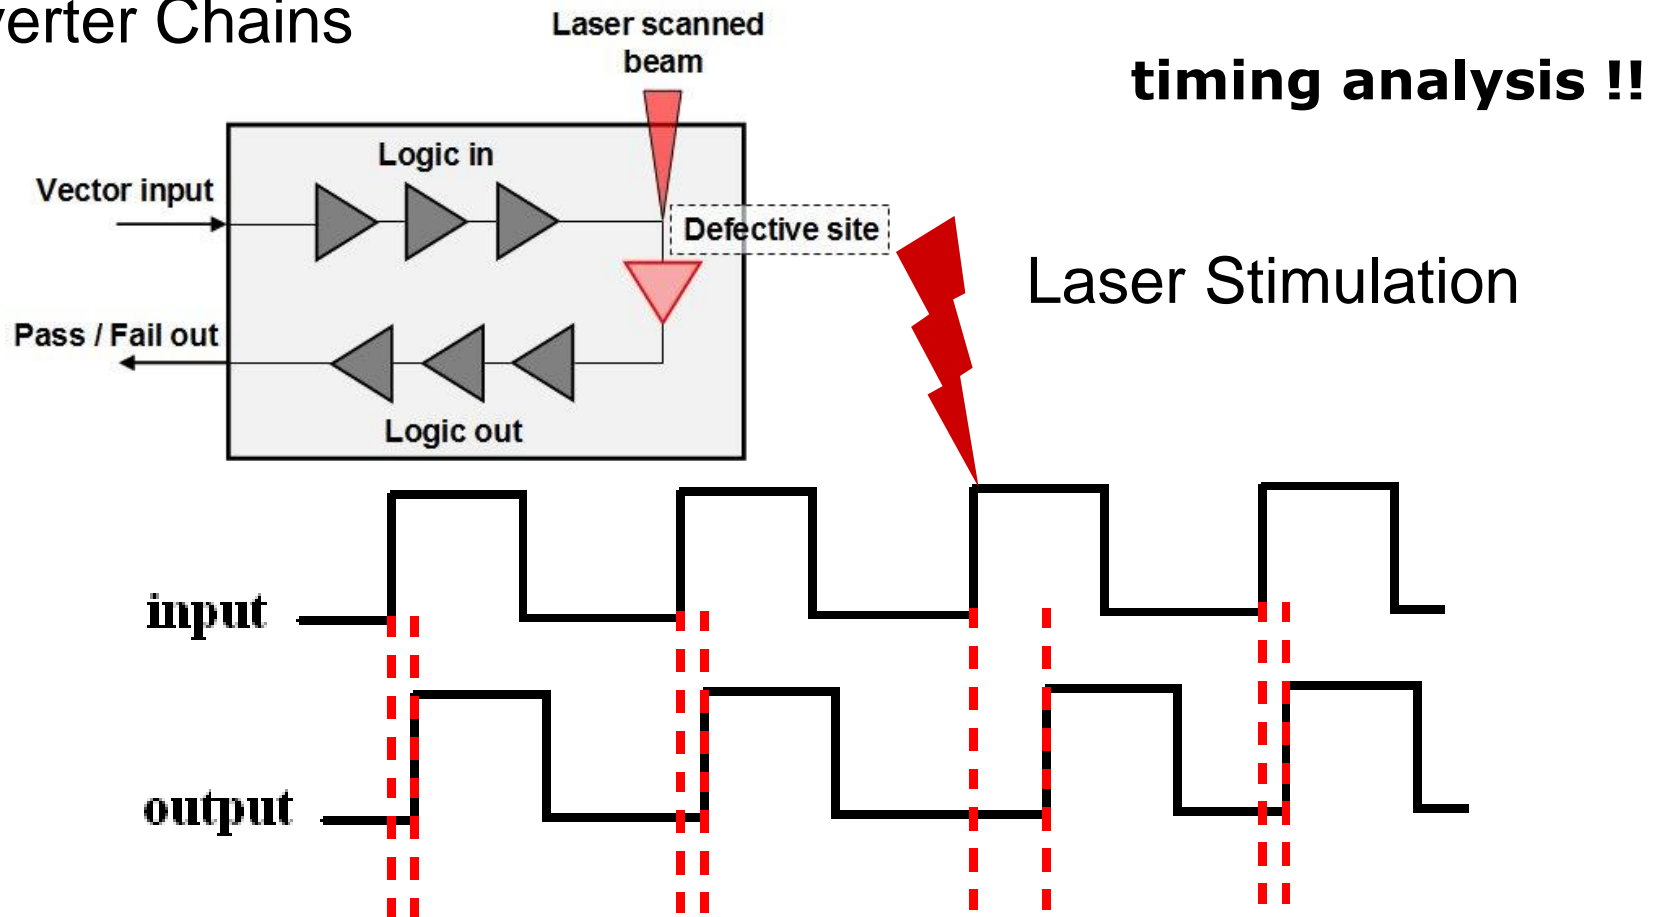 verter Chains
Laser scanned
beam
timing analysis !!
Logic in
Vector input
Defective site
Laser Stimulation
Pass / Fail out
Logic out
input
output